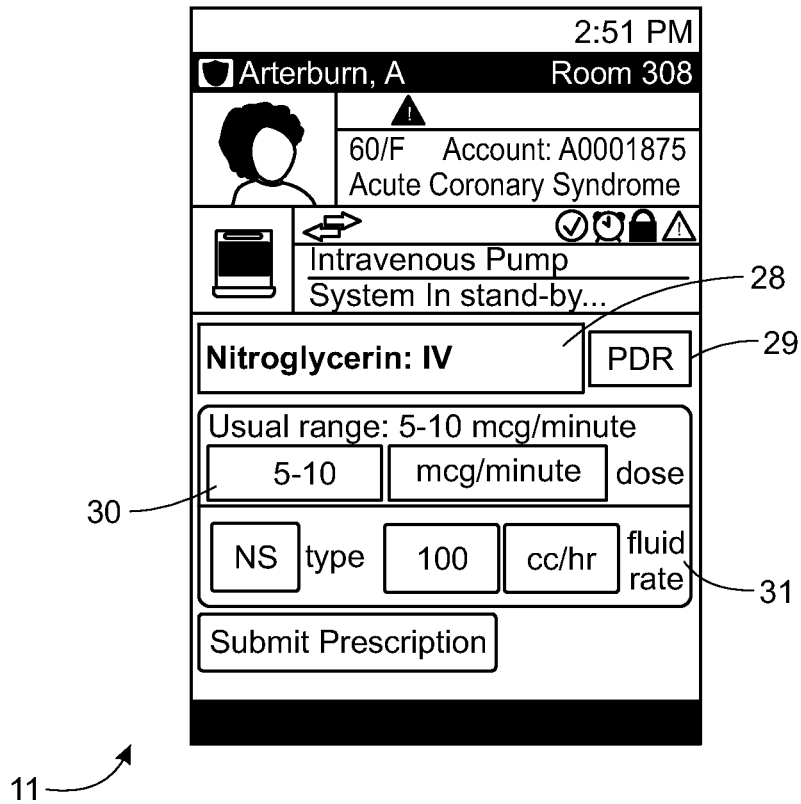 2:51 PM
Arterburn, A Room 308
60/F Account: A0001875
Acute Coronary Syndrome
Intravenous Pump
System In stand-by...
28
Nitroglycerin: IV PDR
29
Usual range: 5-10 mcg/minute
5-10 mcg/minute dose
30
NS type 100 cc/hr fluid rate
31
Submit Prescription
11